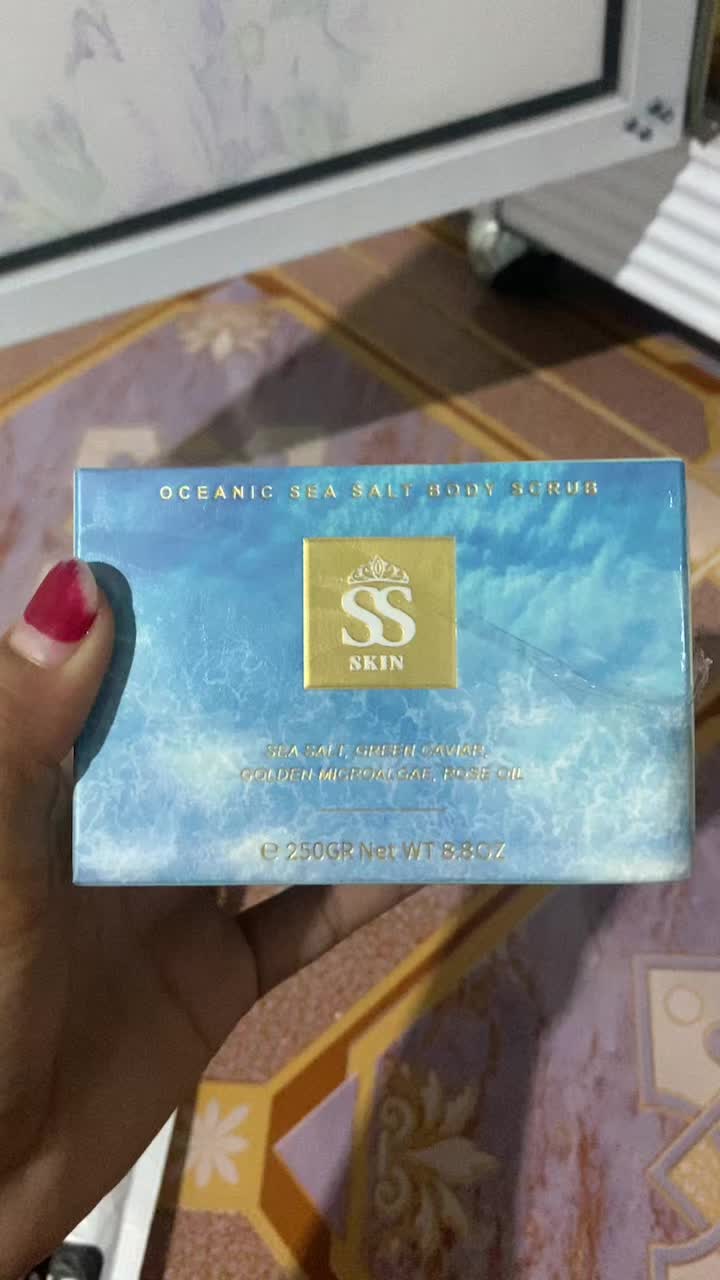 OCEANIC SEA SALT BODY SCRUB
SS
SKIN
SEA SALT, GREEN CAVIAR,
GOLDEN MICROALGAE, ROSE OIL
℮ 250GR Net WT 8.8OZ